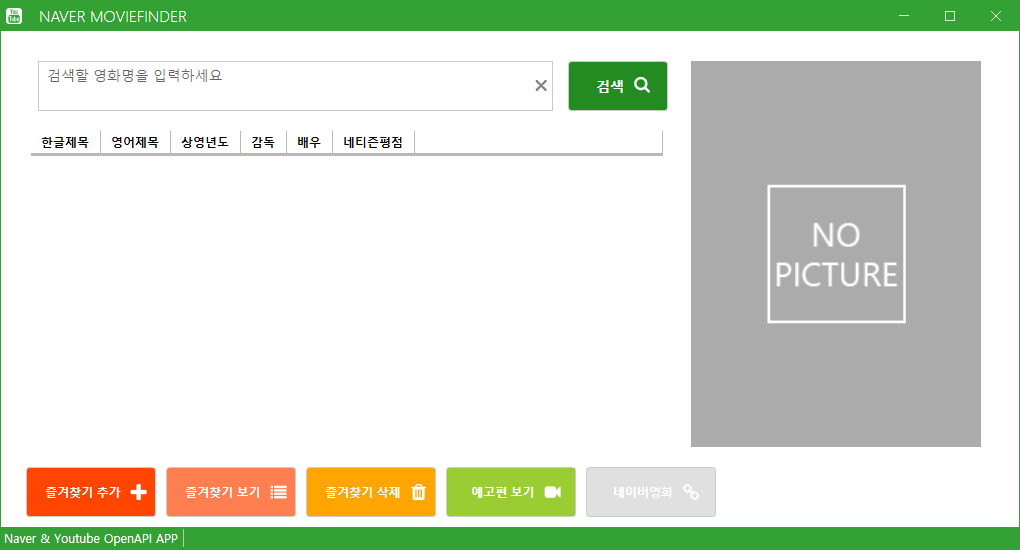 You
Tube
NAVER MOVIEFINDER
검색할 영화명을 입력하세요
검색
한글제목 영어제목 상영년도 감독 배우 네티즌평점
NO
PICTURE
즐겨찾기 추가 즐겨찾기 보기 즐겨찾기 삭제 예고편 보기 네이버영화
Naver & Youtube OpenAPI APP